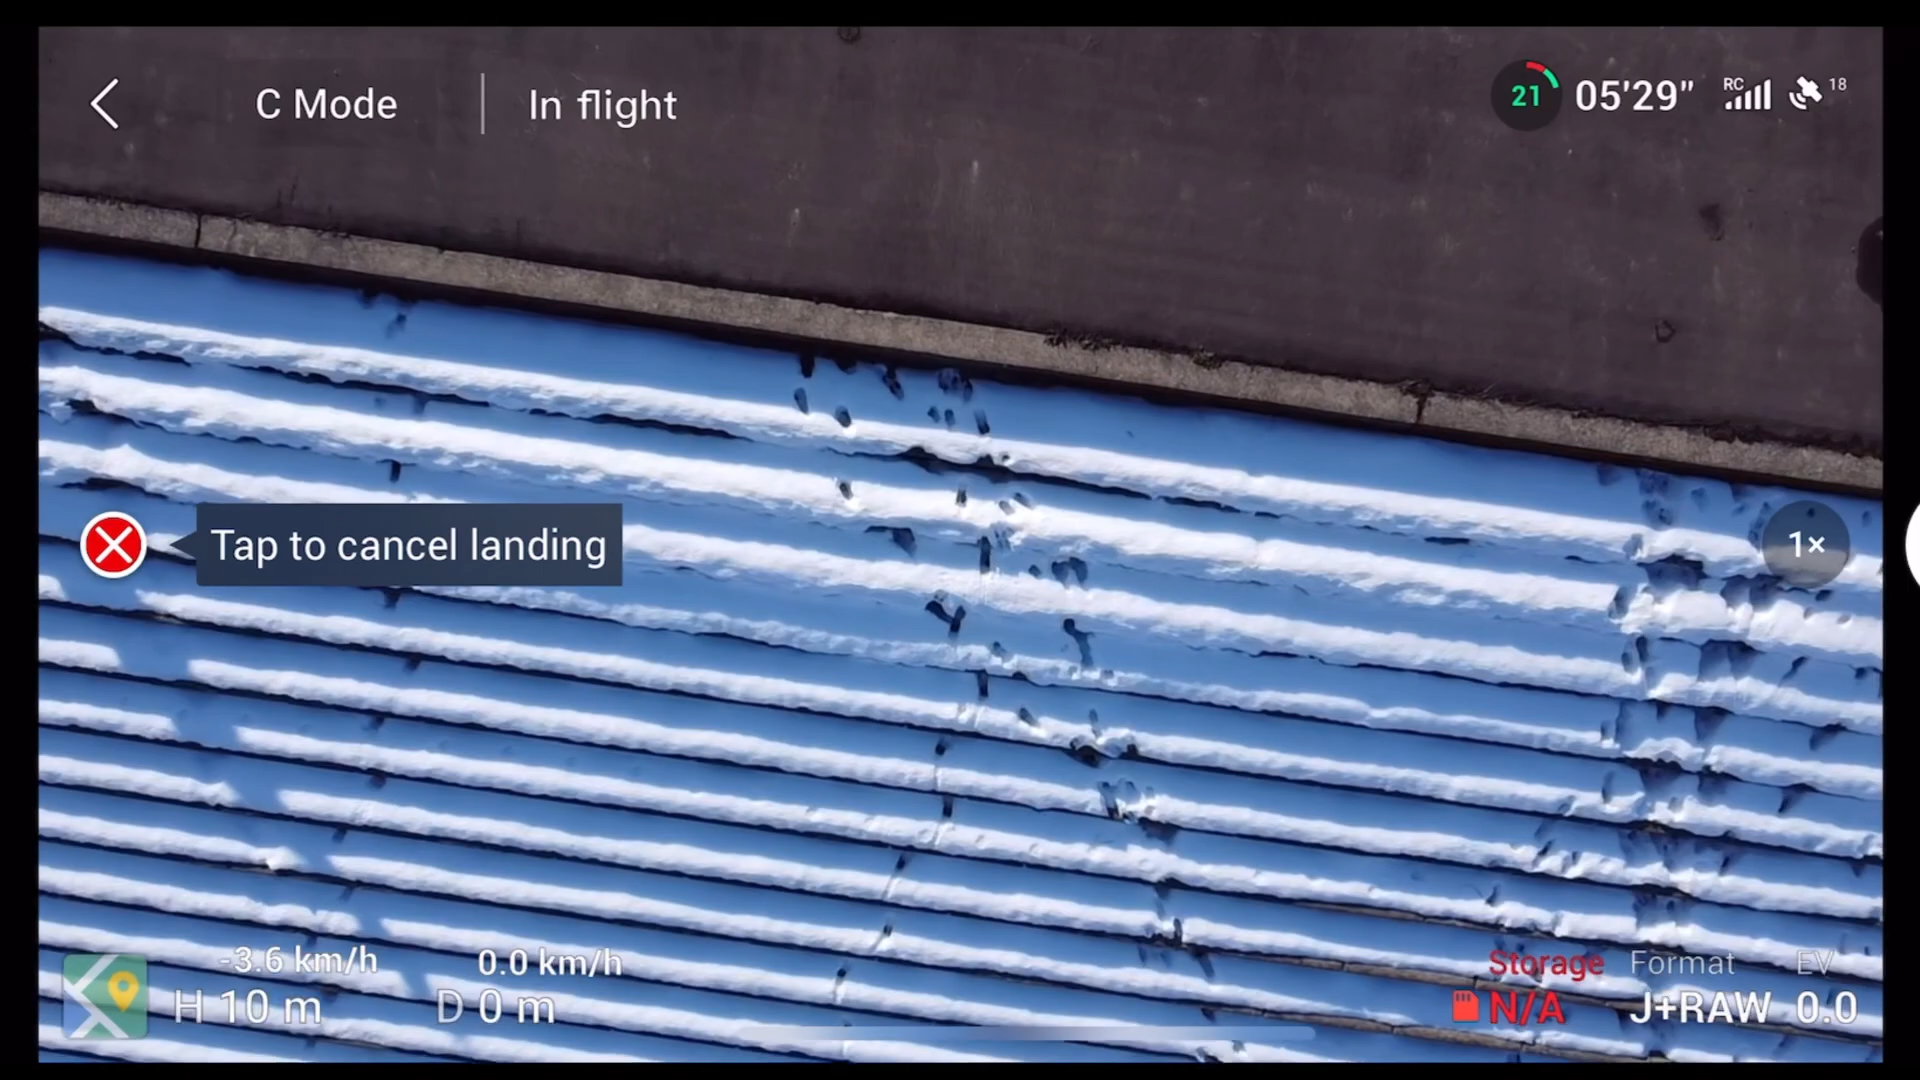 C Mode
In flight
21
05'29"
RC
18
Tap to cancel landing
1×
-3.6 km/h
0.0 km/h
H 10 m
D 0 m
Storage
Format
EV
N/A
J+RAW
0.0